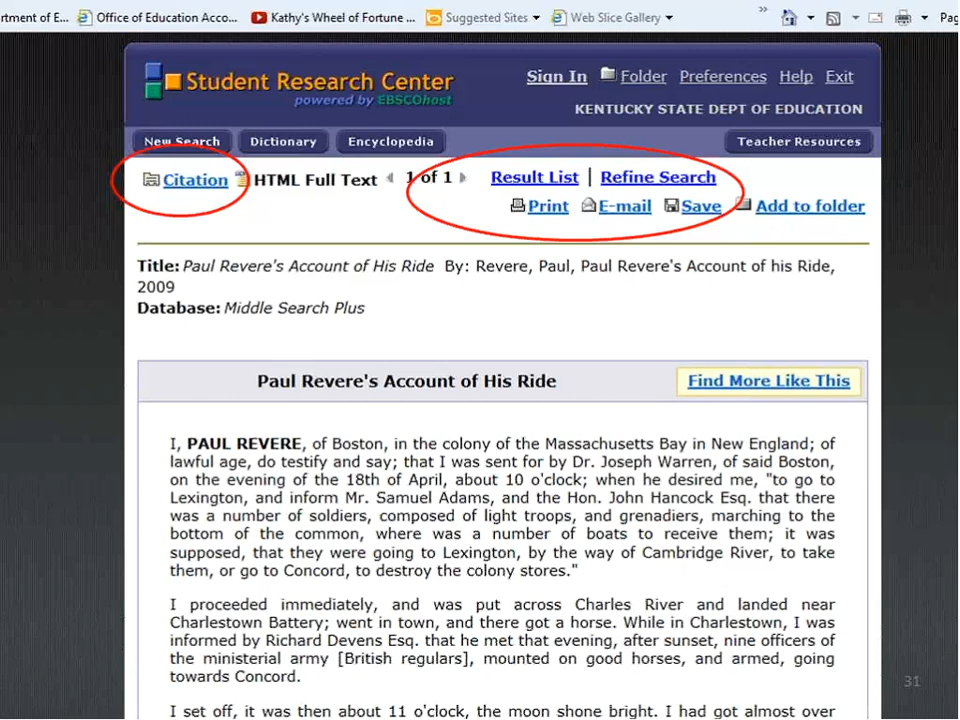 rtment of E... Office of Education Acco... Kathy's Wheel of Fortune ... Suggested Sites Web Slice Gallery » Pag
Student Research Center
powered by EBSCOhost
Sign In Folder Preferences Help Exit
KENTUCKY STATE DEPT OF EDUCATION
New Search Dictionary Encyclopedia Teacher Resources
Citation HTML Full Text 1 of 1 Result List | Refine Search
Print E-mail Save Add to folder
Title: Paul Revere's Account of His Ride By: Revere, Paul, Paul Revere's Account of his Ride,
2009
Database: Middle Search Plus
Paul Revere's Account of His Ride Find More Like This
I, PAUL REVERE, of Boston, in the colony of the Massachusetts Bay in New England; of
lawful age, do testify and say; that I was sent for by Dr. Joseph Warren, of said Boston,
on the evening of the 18th of April, about 10 o'clock; when he desired me, "to go to
Lexington, and inform Mr. Samuel Adams, and the Hon. John Hancock Esq. that there
was a number of soldiers, composed of light troops, and grenadiers, marching to the
bottom of the common, where was a number of boats to receive them; it was
supposed, that they were going to Lexington, by the way of Cambridge River, to take
them, or go to Concord, to destroy the colony stores."
I proceeded immediately, and was put across Charles River and landed near
Charlestown Battery; went in town, and there got a horse. While in Charlestown, I was
informed by Richard Devens Esq. that he met that evening, after sunset, nine officers of
the ministerial army [British regulars], mounted on good horses, and armed, going
towards Concord.
31
I set off, it was then about 11 o'clock, the moon shone bright. I had got almost over